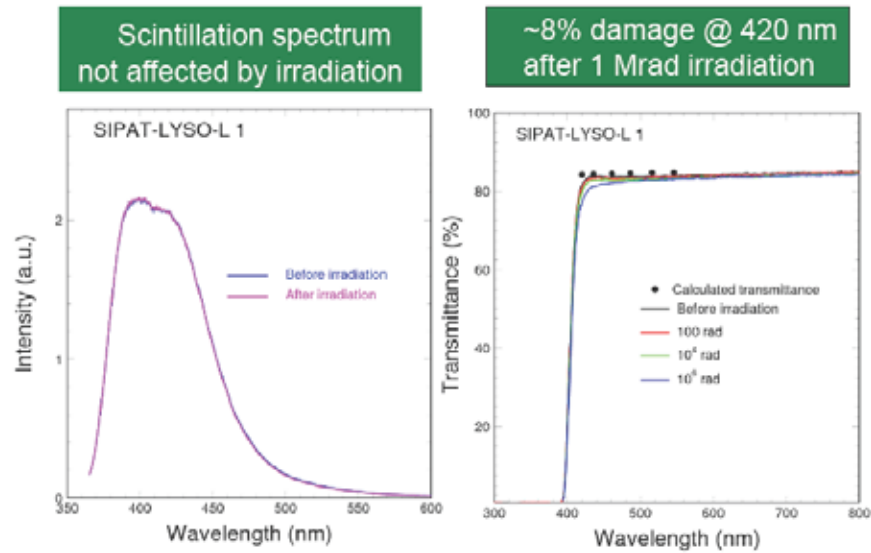 Scintillation spectrum
not affected by irradiation
~8% damage @ 420 nm
after 1 Mrad irradiation
SIPAT-LYSO-L 1
Intensity (a.u.)
2
1
0
Before irradiation
After irradiation
350
400
450
500
550
600
Wavelength (nm)
SIPAT-LYSO-L 1
Transmittance (%)
100
80
60
40
20
Calculated transmittance
Before irradiation
100 rad
10⁴ rad
10⁴ rad
300
400
500
600
700
800
Wavelength (nm)